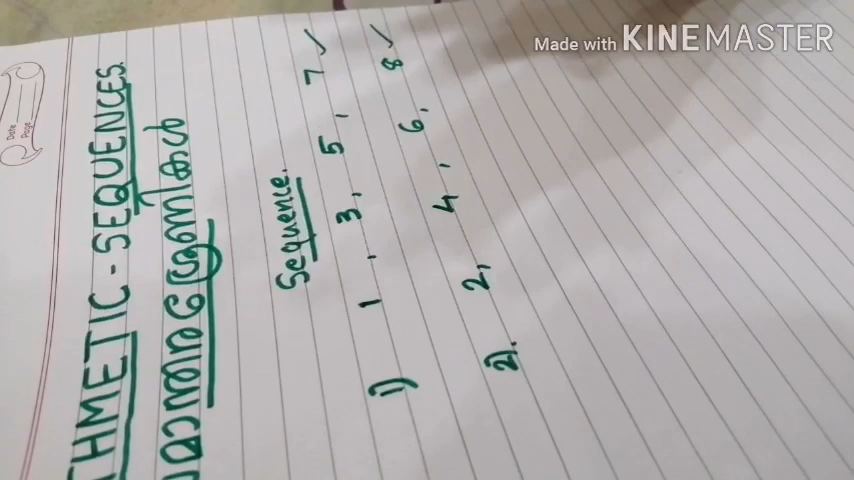 Made with KINEMASTER
Date
Page
THMETIC - SEQUENCES.
Sequence.
1) 1, 3, 5, 7 ✓
2). 2, 4, 6, 8 ✓